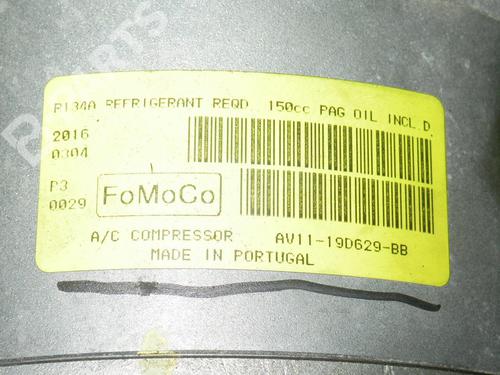 R134A REFRIGERANT REQD 150cc PAG OIL INCL.D
2016
0304
P3
0029
FoMoCo
A/C COMPRESSOR AV11-19D629-BB
MADE IN PORTUGAL